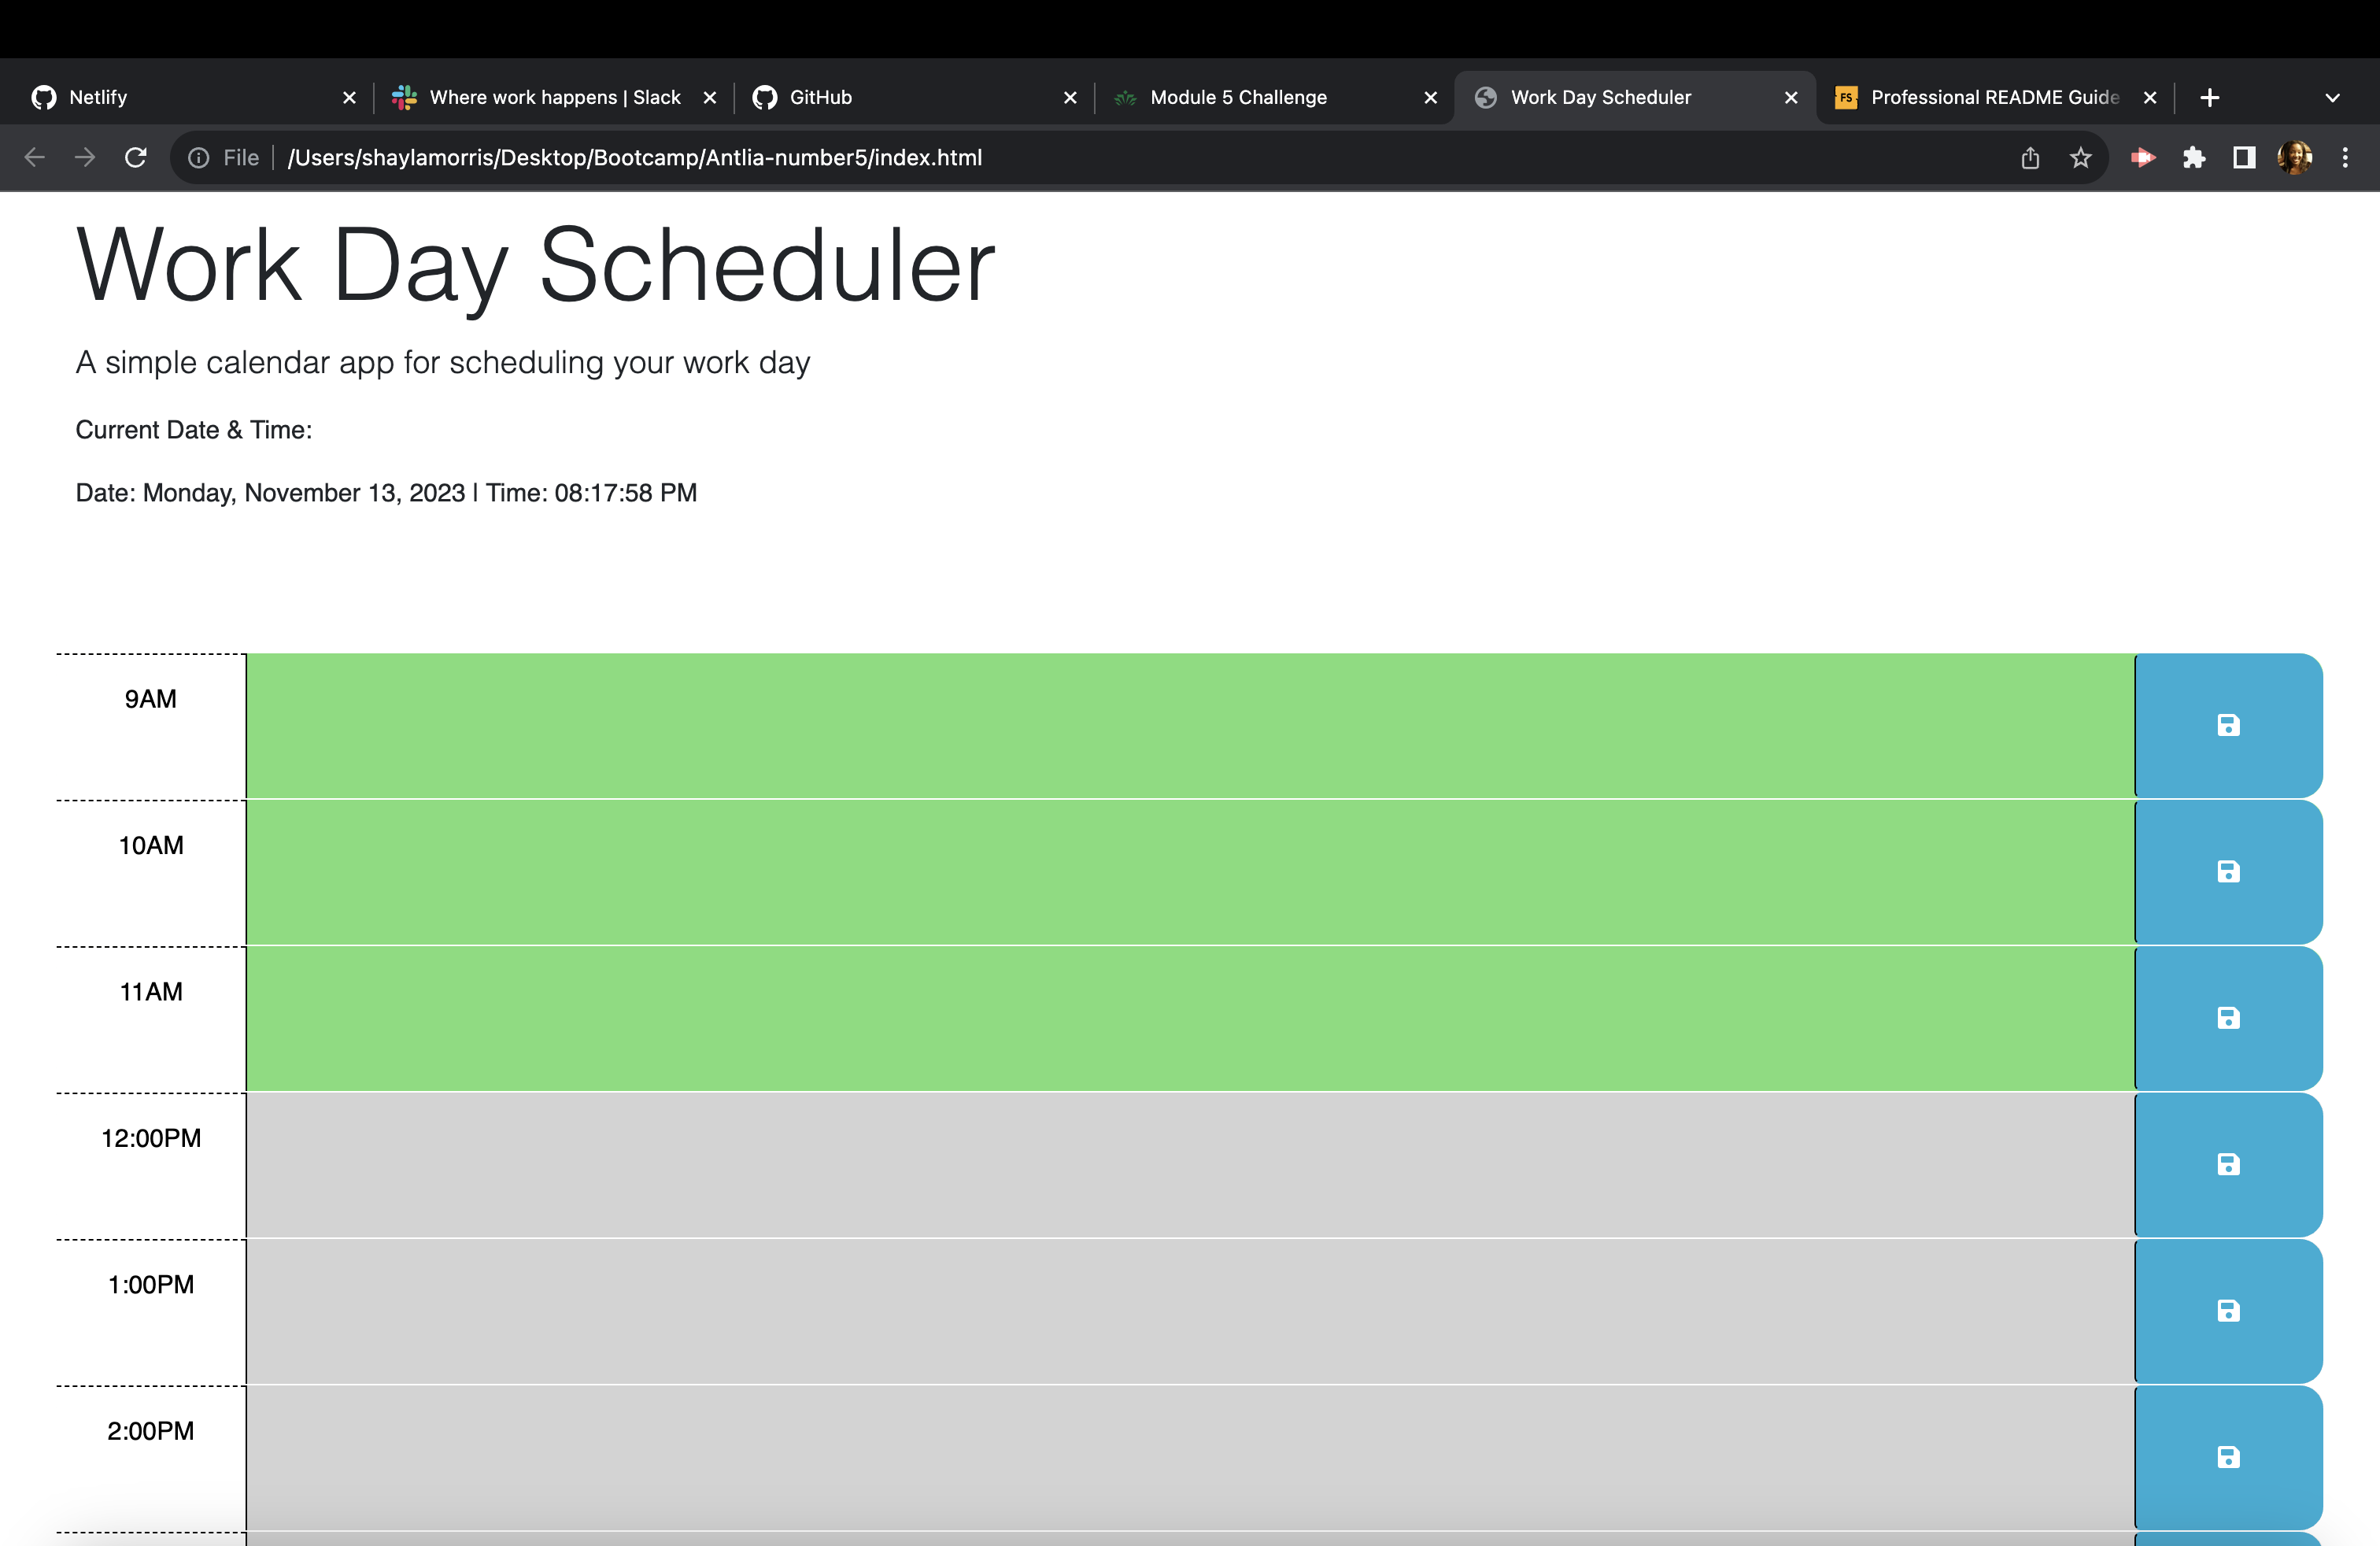 Netlify
Where work happens | Slack
GitHub
Module 5 Challenge
Work Day Scheduler
Professional README Guide
File
/Users/shaylamorris/Desktop/Bootcamp/Antlia-number5/index.html
Work Day Scheduler
A simple calendar app for scheduling your work day
Current Date & Time:
Date: Monday, November 13, 2023 | Time: 08:17:58 PM
9AM
10AM
11AM
12:00PM
1:00PM
2:00PM